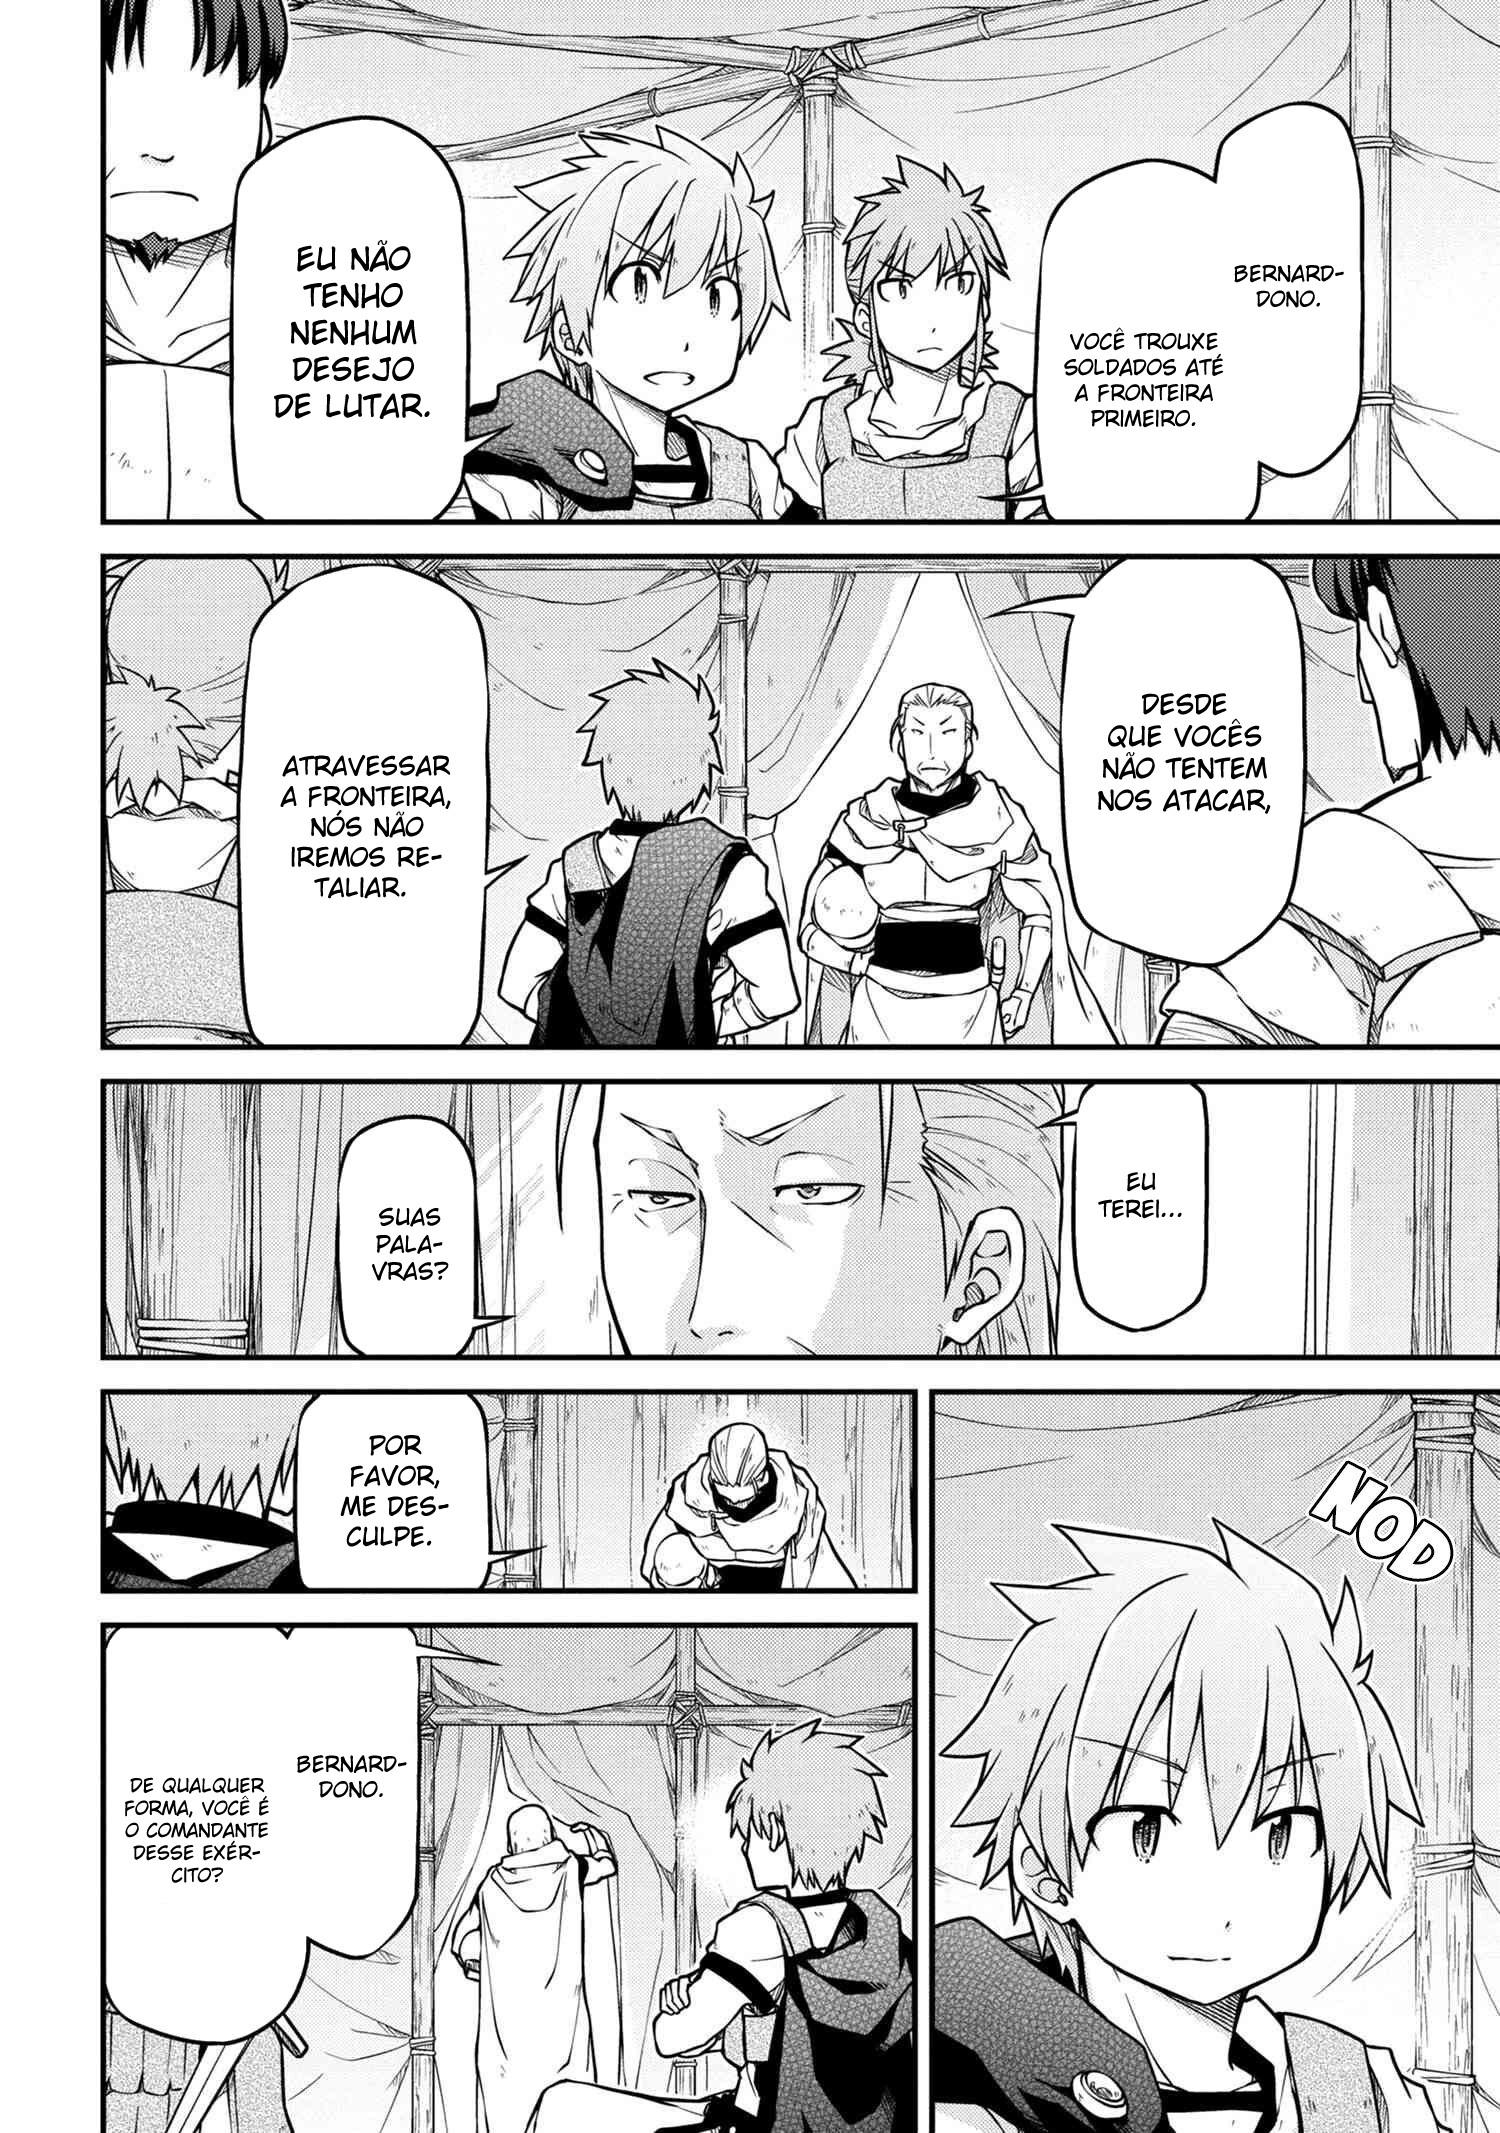 BERNARD-
DONO.
VOCÊ TROUXE
SOLDADOS ATÉ
A FRONTEIRA
PRIMEIRO.
EU NÃO
TENHO
NENHUM
DESEJO
DE LUTAR.
DESDE
QUE VOCÊS
NÃO TENTEM
NOS ATACAR,
ATRAVESSAR
A FRONTEIRA,
NÓS NÃO
IREMOS RE-
TALIAR.
EU
TEREI...
SUAS
PALA-
VRAS?
NOD
POR
FAVOR,
ME DES-
CULPE.
BERNARD-
DONO.
DE QUALQUER
FORMA, VOCÊ É
O COMANDANTE
DESSE EXÉR-
CITO?